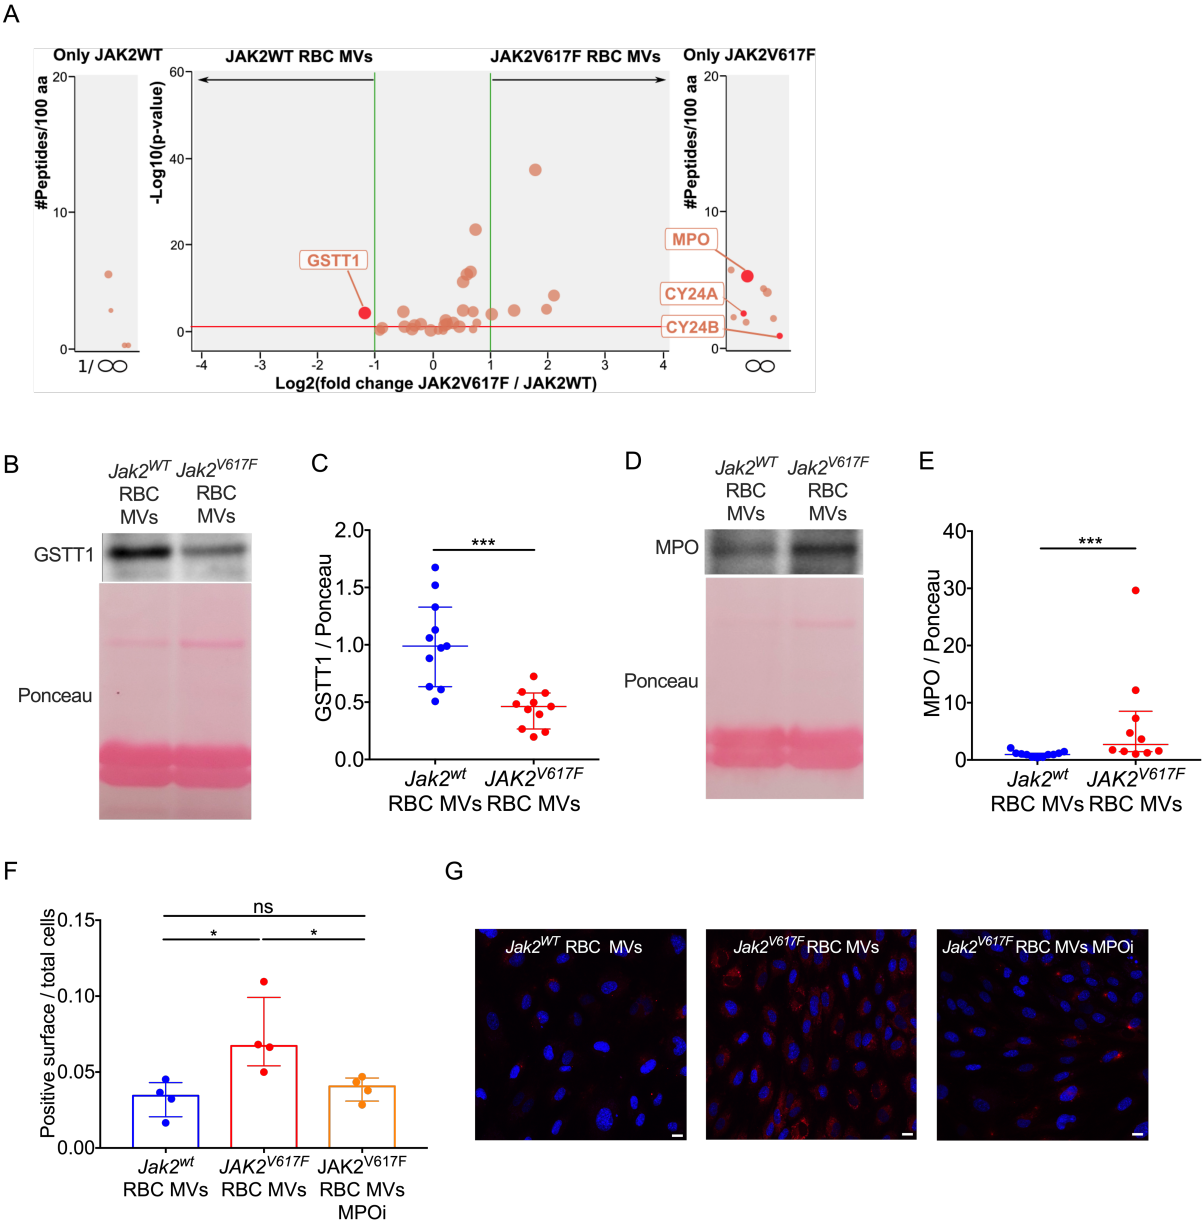 A
Only JAK2WT
JAK2WT RBC MVs
JAK2V617F RBC MVs
Only JAK2V617F
#Peptides/100 aa
20
10
0
1/∞
-Log10(p-value)
60
40
20
0
GSTT1
-4 -3 -2 -1 0 1 2 3 4
Log2(fold change JAK2V617F / JAK2WT)
#Peptides/100 aa
20
10
0
MPO
CY24A
CY24B
∞
B
Jak2WT Jak2V617F
RBC RBC
MVs MVs
GSTT1
Ponceau
C
GSTT1 / Ponceau
2.0
1.5
1.0
0.5
0.0
***
Jak2wt JAK2V617F
RBC MVs RBC MVs
D
Jak2WT Jak2V617F
RBC RBC
MVs MVs
MPO
Ponceau
E
MPO / Ponceau
40
30
20
10
0
***
Jak2wt JAK2V617F
RBC MVs RBC MVs
F
Positive surface / total cells
0.15
0.10
0.05
0.00
ns
* *
Jak2wt JAK2V617F JAK2V617F
RBC MVs RBC MVs RBC MVs
MPOi
G
Jak2WT RBC MVs
Jak2V617F RBC MVs
Jak2V617F RBC MVs MPOi